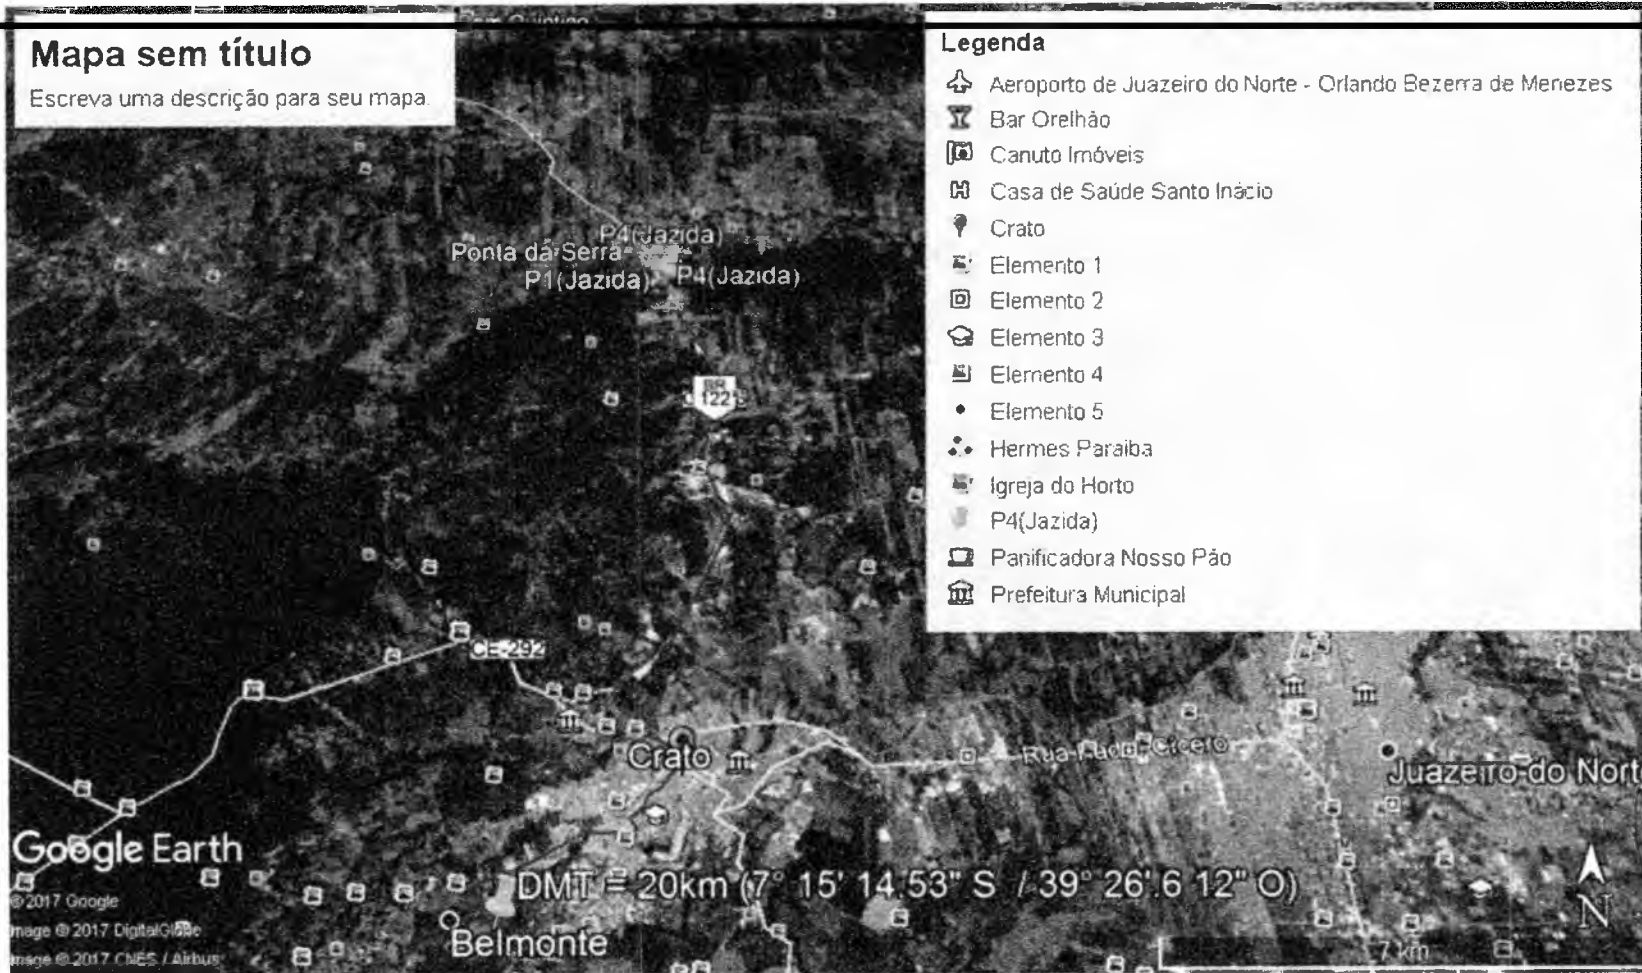 Mapa sem título
Escreva uma descrição para seu mapa.
Legenda
Aeroporto de Juazeiro do Norte - Orlando Bezerra de Menezes
Bar Orelhão
Canuto Imóveis
Casa de Saúde Santo Inácio
Crato
Elemento 1
Elemento 2
Elemento 3
Elemento 4
Elemento 5
Hermes Paraiba
Igreja do Horto
P4(Jazida)
Panificadora Nosso Pão
Prefeitura Municipal
P4(Jazida)
Ponta da Serra
P1(Jazida)
P4(Jazida)
BR
122
CE-292
Crato
Cícero
Juazeiro do Nort
Google Earth
DMT = 20km (7° 15' 14.53" S / 39° 26'.6 12" O)
© 2017 Google
Image © 2017 DigitalGlobe
Image © 2017 CNES / Airbus
Belmonte
N
7 km